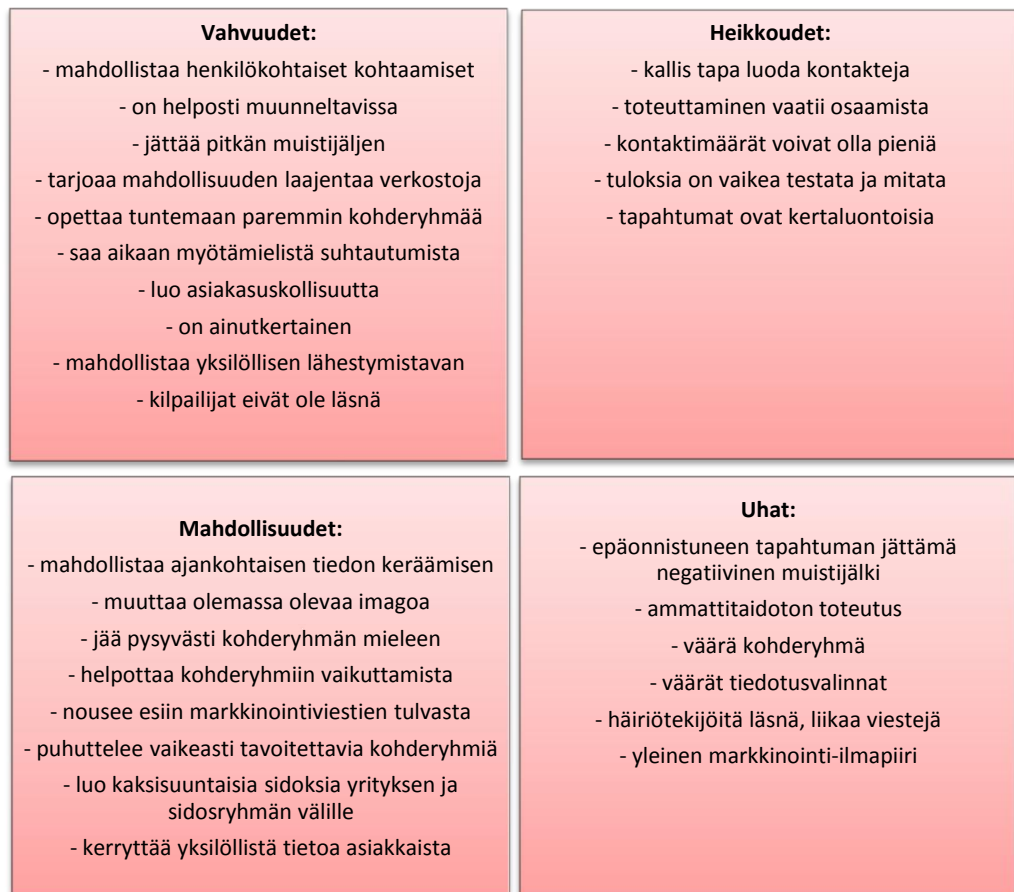 Vahvuudet:
- mahdollistaa henkilökohtaiset kohtaamiset
- on helposti muunneltavissa
- jättää pitkän muistijäljen
- tarjoaa mahdollisuuden laajentaa verkostoja
- opettaa tuntemaan paremmin kohderyhmää
- saa aikaan myötämielistä suhtautumista
- luo asiakasuskollisuutta
- on ainutkertainen
- mahdollistaa yksilöllisen lähestymistavan
- kilpailijat eivät ole läsnä
Heikkoudet:
- kallis tapa luoda kontakteja
- toteuttaminen vaatii osaamista
- kontaktimäärät voivat olla pieniä
- tuloksia on vaikea testata ja mitata
- tapahtumat ovat kertaluontoisia
Mahdollisuudet:
- mahdollistaa ajankohtaisen tiedon keräämisen
- muuttaa olemassa olevaa imagoa
- jää pysyvästi kohderyhmän mieleen
- helpottaa kohderyhmiin vaikuttamista
- nousee esiin markkinointiviestien tulvasta
- puhuttelee vaikeasti tavoitettavia kohderyhmiä
- luo kaksisuuntaisia sidoksia yrityksen ja
sidosryhmän välille
- kerryttää yksilöllistä tietoa asiakkaista
Uhat:
- epäonnistuneen tapahtuman jättämä
negatiivinen muistijälki
- ammattitaidoton toteutus
- väärä kohderyhmä
- väärät tiedotusvalinnat
- häiriötekijöitä läsnä, liikaa viestejä
- yleinen markkinointi-ilmapiiri